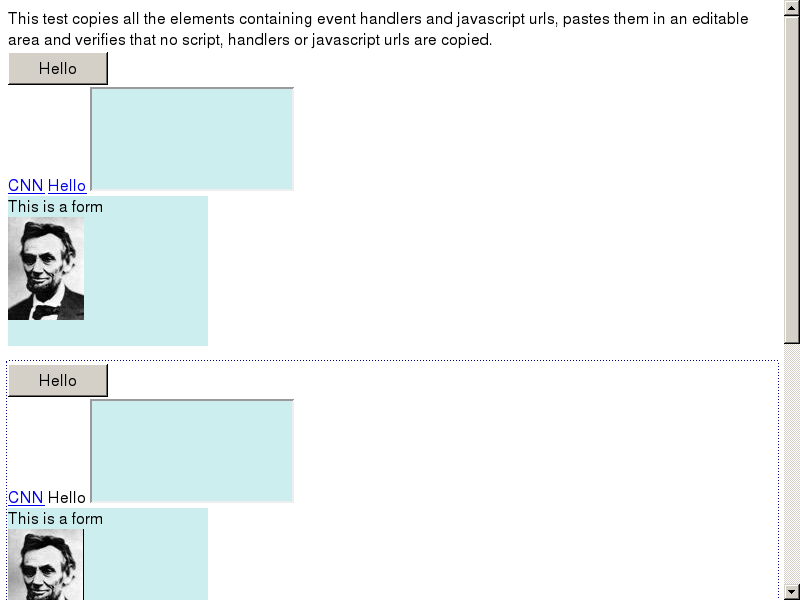 This test copies all the elements containing event handlers and javascript urls, pastes them in an editable
area and verifies that no script, handlers or javascript urls are copied.
Hello
CNN Hello
This is a form
Hello
CNN Hello
This is a form